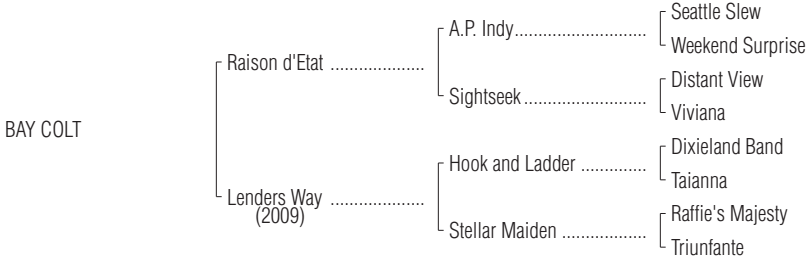 Seattle Slew
A.P. Indy..........................
Weekend Surprise
Raison d'Etat ...................
Distant View
Sightseek........................
Viviana
BAY COLT
Dixieland Band
Hook and Ladder .............
Taianna
Lenders Way ...................
(2009)
Raffie's Majesty
Stellar Maiden .................
Triunfante